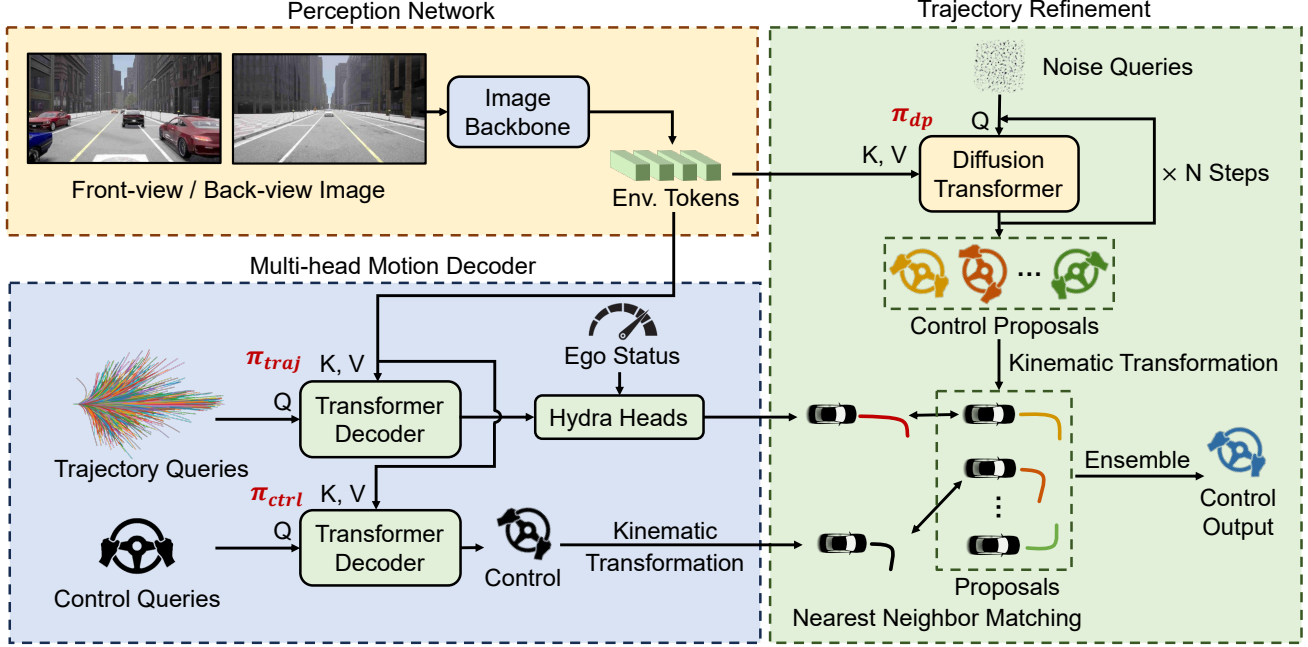 Perception Network
Image
Backbone
Front-view / Back-view Image
Env. Tokens
Trajectory Refinement
Noise Queries
π_dp
Q
K, V
Diffusion
Transformer
× N Steps
...
Control Proposals
Kinematic Transformation
Multi-head Motion Decoder
Ego Status
π_traj
K, V
Q
Transformer
Decoder
Hydra Heads
Trajectory Queries
π_ctrl
K, V
Q
Transformer
Decoder
Control Queries
Control
Kinematic
Transformation
...
Proposals
Nearest Neighbor Matching
Ensemble
Control
Output